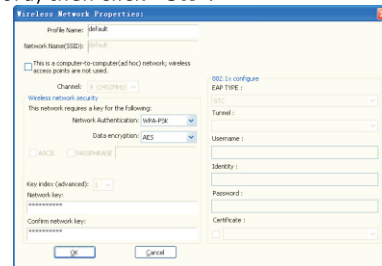 Wireless Network Properties:
Profile Name: default
Network Name(SSID): default
This is a computer-to-computer(ad hoc) network; wireless
access points are not used.
Channel:
Wireless network security
This network requires a key for the following:
Network Authentication: WPA-PSK
Data encryption: AES
ASCII PASSPHRASE
Key index (advanced): 1
Network key:
**********
Confirm network key:
**********
OK Cancel
802.1x configure
EAP TYPE :
GTC
Tunnel :
Username :
Identity :
Password :
Certificate :